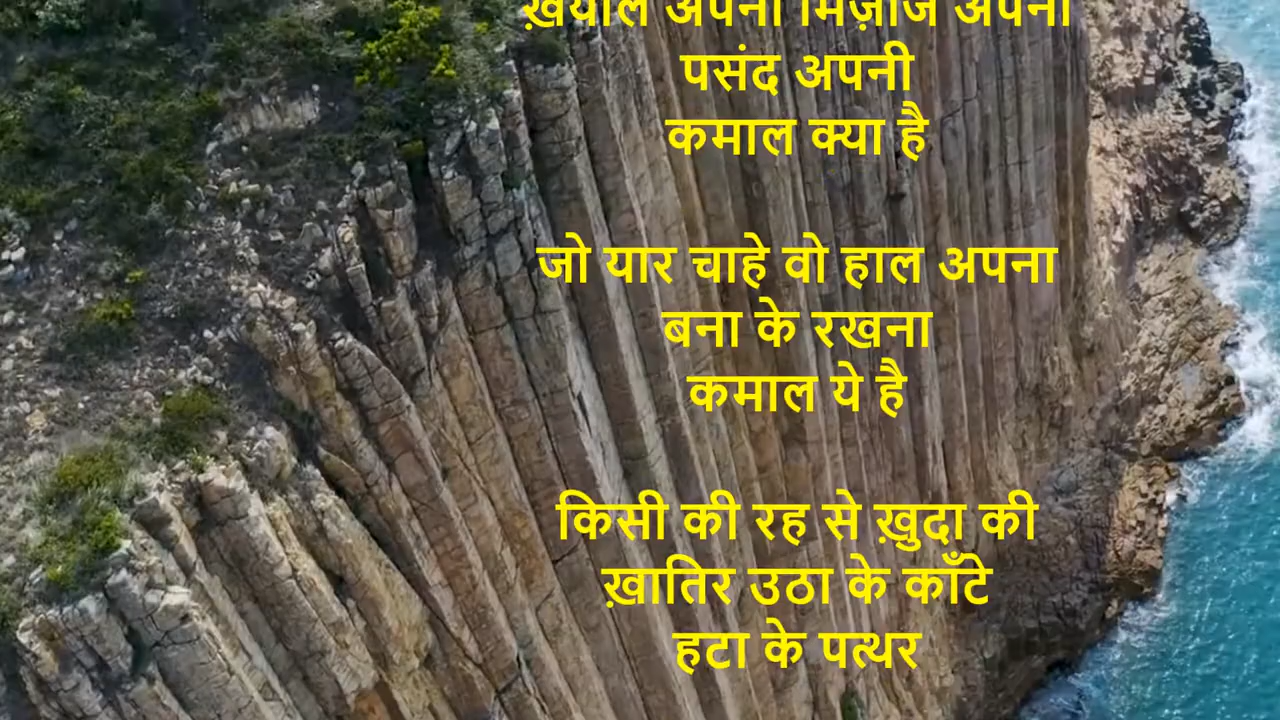 ख़याल अपना मिज़ाज अपना
पसंद अपनी
कमाल क्या है
जो यार चाहे वो हाल अपना
बना के रखना
कमाल ये है
किसी की रह से ख़ुदा की
ख़ातिर उठा के काँटे
हटा के पत्थर